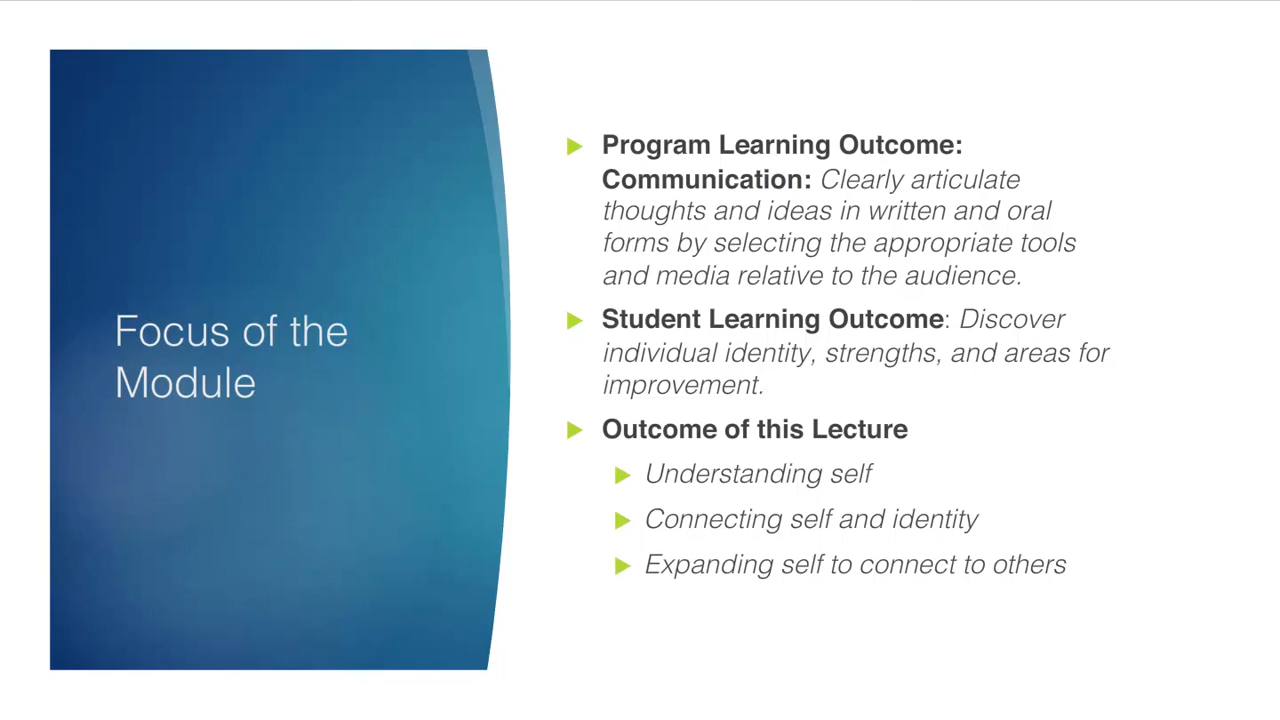 Focus of the
Module
Program Learning Outcome:
Communication: Clearly articulate
thoughts and ideas in written and oral
forms by selecting the appropriate tools
and media relative to the audience.
Student Learning Outcome: Discover
individual identity, strengths, and areas for
improvement.
Outcome of this Lecture
Understanding self
Connecting self and identity
Expanding self to connect to others